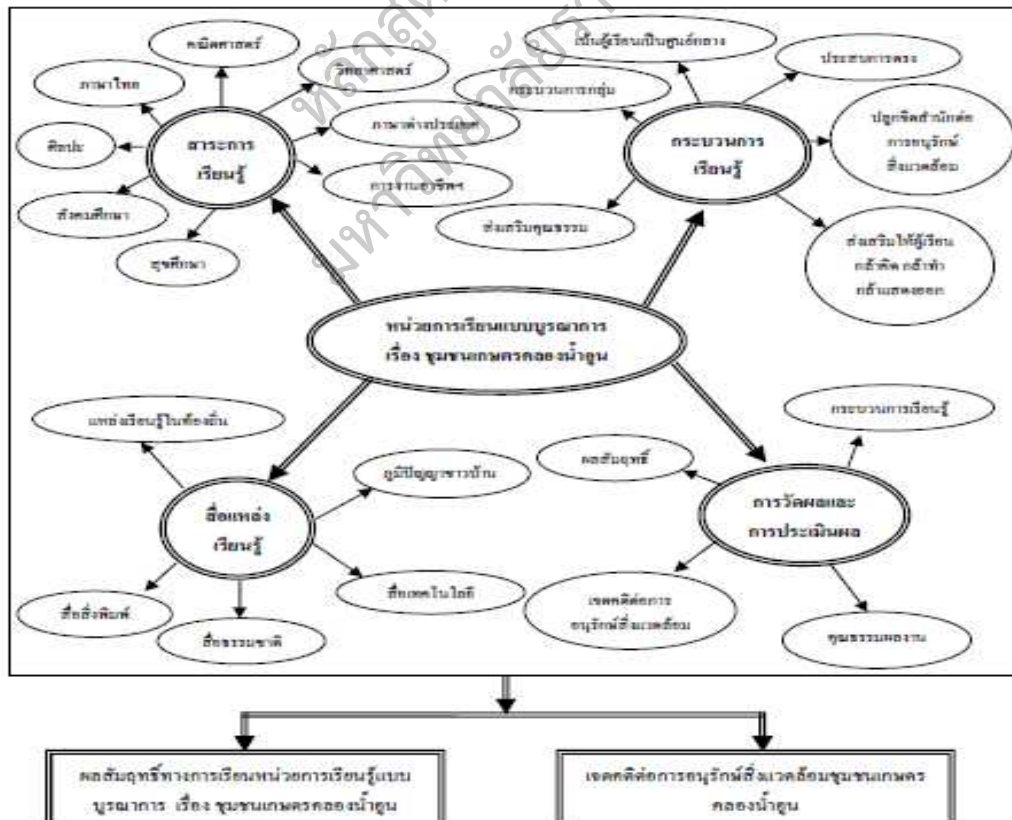 คณิตศาสตร์
ภาษาไทย
วิทยาศาสตร์
ศิลปะ
สาระการ
เรียนรู้
ภาษาต่างประเทศ
การงานอาชีพฯ
สังคมศึกษา
สุขศึกษา
เน้นผู้เรียนเป็นศูนย์กลาง
ประสบการตรง
กระบวนการกลุ่ม
กระบวนการ
เรียนรู้
ปลูกจิตสำนึกต่อ
การอนุรักษ์
สิ่งแวดล้อม
ส่งเสริมคุณธรรม
ส่งเสริมให้ผู้เรียน
กล้าคิด กล้าทำ
กล้าแสดงออก
หน่วยการเรียนแบบบูรณาการ
เรื่อง ชุมชนเกษตรคลองน้ำอูน
แหล่งเรียนรู้ในท้องถิ่น
ภูมิปัญญาชาวบ้าน
สื่อแหล่ง
เรียนรู้
สื่อเทคโนโลยี
สื่อสิ่งพิมพ์
สื่อธรรมชาติ
กระบวนการเรียนรู้
ผลสัมฤทธิ์
การวัดผลและ
การประเมินผล
เจตคติต่อการ
อนุรักษ์สิ่งแวดล้อม
คุณธรรมผลงาน
ผลสัมฤทธิ์ทางการเรียนหน่วยการเรียนรู้แบบ
บูรณาการ เรื่อง ชุมชนเกษตรคลองน้ำอูน
เจตคติต่อการอนุรักษ์สิ่งแวดล้อมชุมชนเกษตร
คลองน้ำอูน